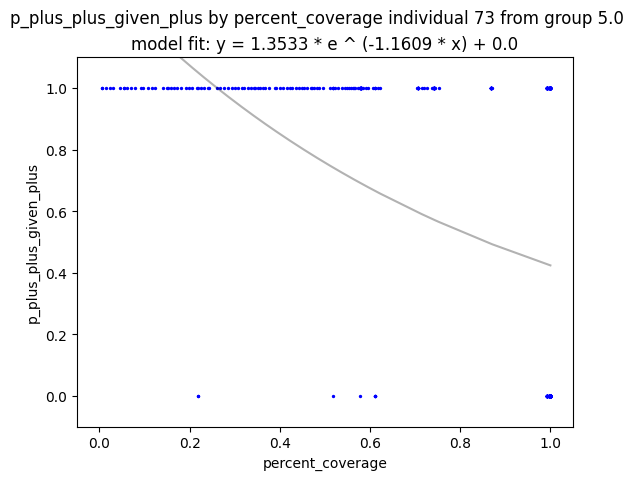 p_plus_plus_given_plus by percent_coverage individual 73 from group 5.0
model fit: y = 1.3533 * e ^ (-1.1609 * x) + 0.0
1.0
0.8
0.6
0.4
0.2
0.0
p_plus_plus_given_plus
0.0 0.2 0.4 0.6 0.8 1.0
percent_coverage